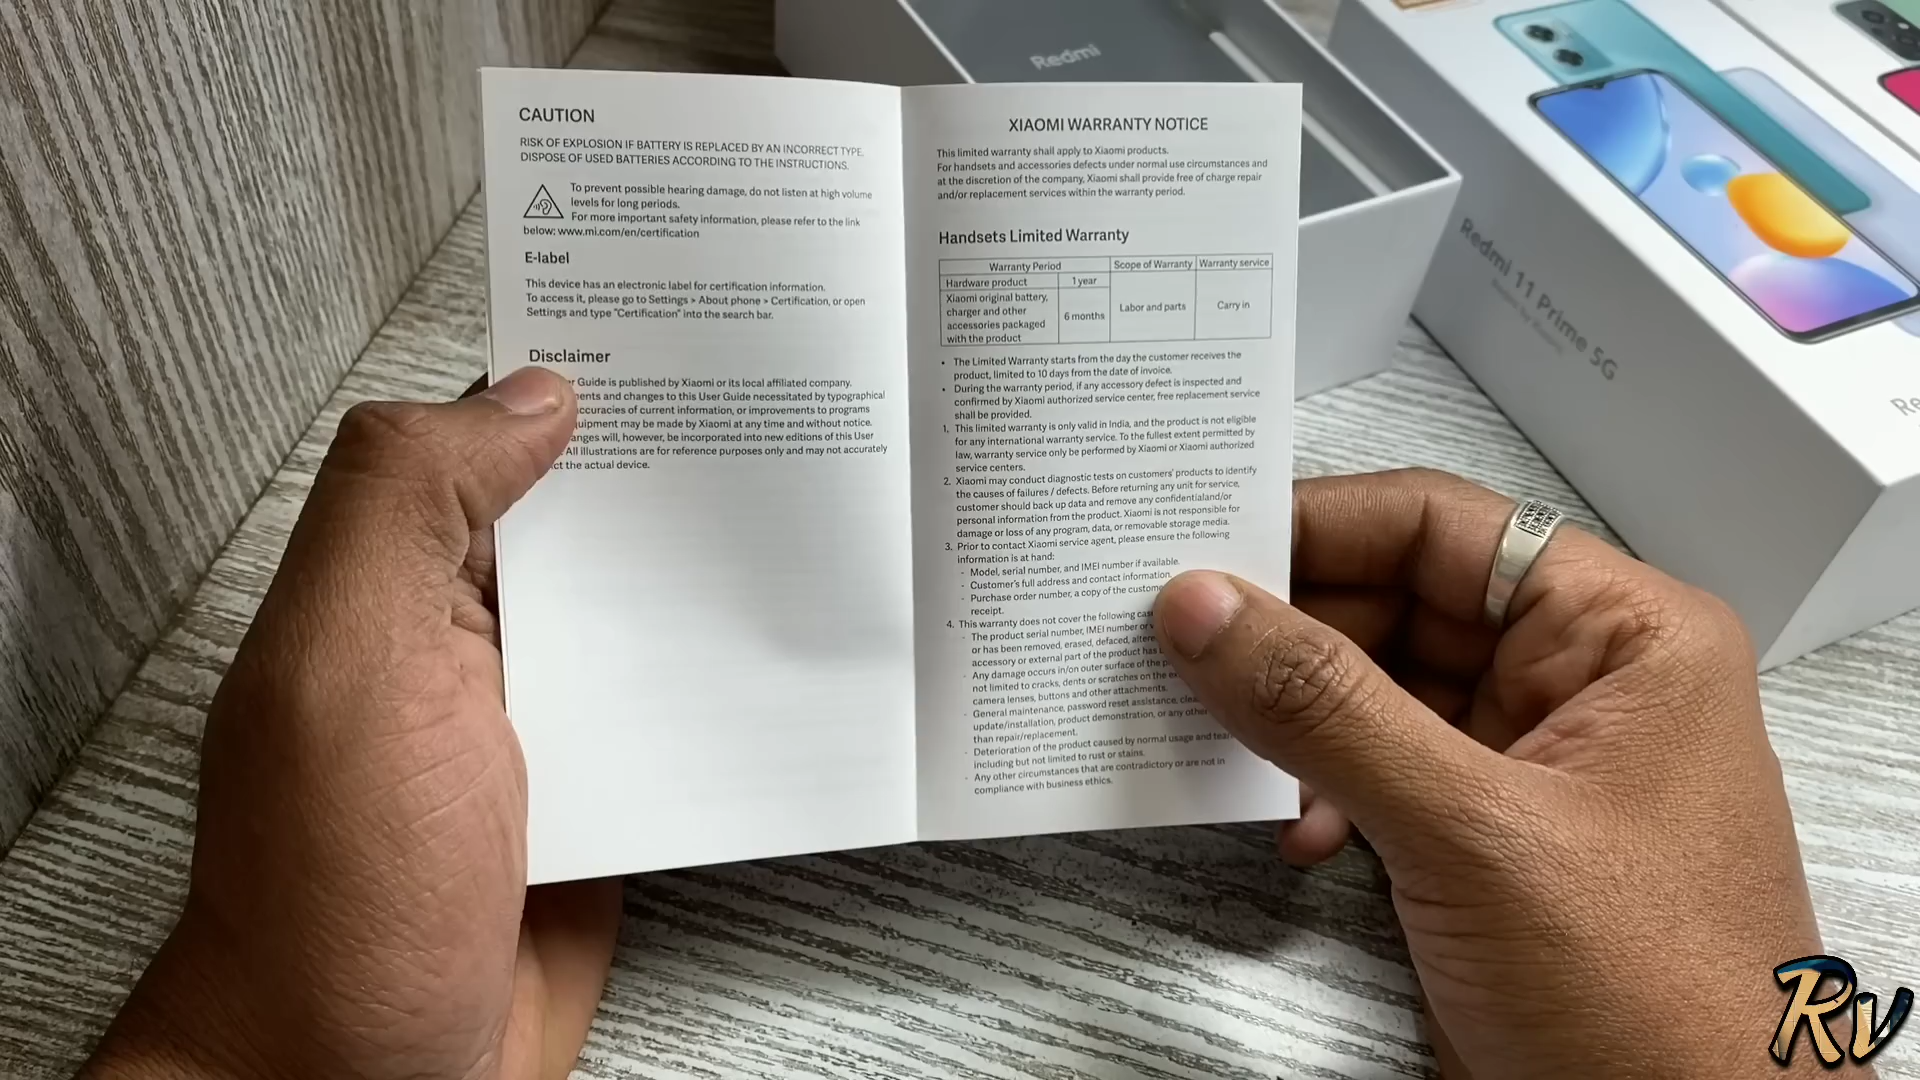 CAUTION
RISK OF EXPLOSION IF BATTERY IS REPLACED BY AN INCORRECT TYPE.
DISPOSE OF USED BATTERIES ACCORDING TO THE INSTRUCTIONS.
To prevent possible hearing damage, do not listen at high volume
levels for long periods.
For more important safety information, please refer to the link
below: www.mi.com/en/certification
E-label
This device has an electronic label for certification information.
To access it, please go to Settings > About phone > Certification, or open
Settings and type "Certification" into the search bar.
Disclaimer
Guide is published by Xiaomi or its local affiliated company.
and changes to this User Guide necessitated by typographical
of current information, or improvements to programs
may be made by Xiaomi at any time and without notice.
will, however, be incorporated into new editions of this User
All illustrations are for reference purposes only and may not accurately
the actual device.
XIAOMI WARRANTY NOTICE
This limited warranty shall apply to Xiaomi products.
For handsets and accessories defects under normal use circumstances and
at the discretion of the company, Xiaomi shall provide free of charge repair
and/or replacement services within the warranty period.
Handsets Limited Warranty
Warranty Period Scope of Warranty Warranty service
Hardware product 1 year
Xiaomi original battery,
charger and other
accessories packaged
with the product
6 months
Labor and parts
Carry in
• The Limited Warranty starts from the day the customer receives the
product, limited to 10 days from the date of invoice.
• During the warranty period, if any accessory defect is inspected and
confirmed by Xiaomi authorized service center, free replacement service
shall be provided.
1. This limited warranty is only valid in India, and the product is not eligible
for any international warranty service. To the fullest extent permitted by
law, warranty service only be performed by Xiaomi or Xiaomi authorized
service centers.
2. Xiaomi may conduct diagnostic tests on customers' products to identify
the causes of failures / defects. Before returning any unit for service,
customer should back up data and remove any confidentialand/or
personal information from the product. Xiaomi is not responsible for
damage or loss of any program, data, or removable storage media.
3. Prior to contact Xiaomi service agent, please ensure the following
information is at hand:
- Model, serial number, and IMEI number if available.
- Customer's full address and contact information.
- Purchase order number, a copy of the
receipt.
4. This warranty does not cover the following
- The product serial number, IMEI number or
or has been removed, erased, defaced,
accessory or external part of the product has
- Any damage occurs in/on outer surface of the
not limited to cracks, dents or scratches on the
camera lenses, buttons and other attachments.
- General maintenance, password reset assistance,
update/installation, product demonstration, or any other
than repair/replacement.
- Deterioration of the product caused by normal usage and tear
including but not limited to rust or stains.
- Any other circumstances that are contradictory or are not in
compliance with business ethics.
Redmi
Redmi 11 Prime 5G
RV